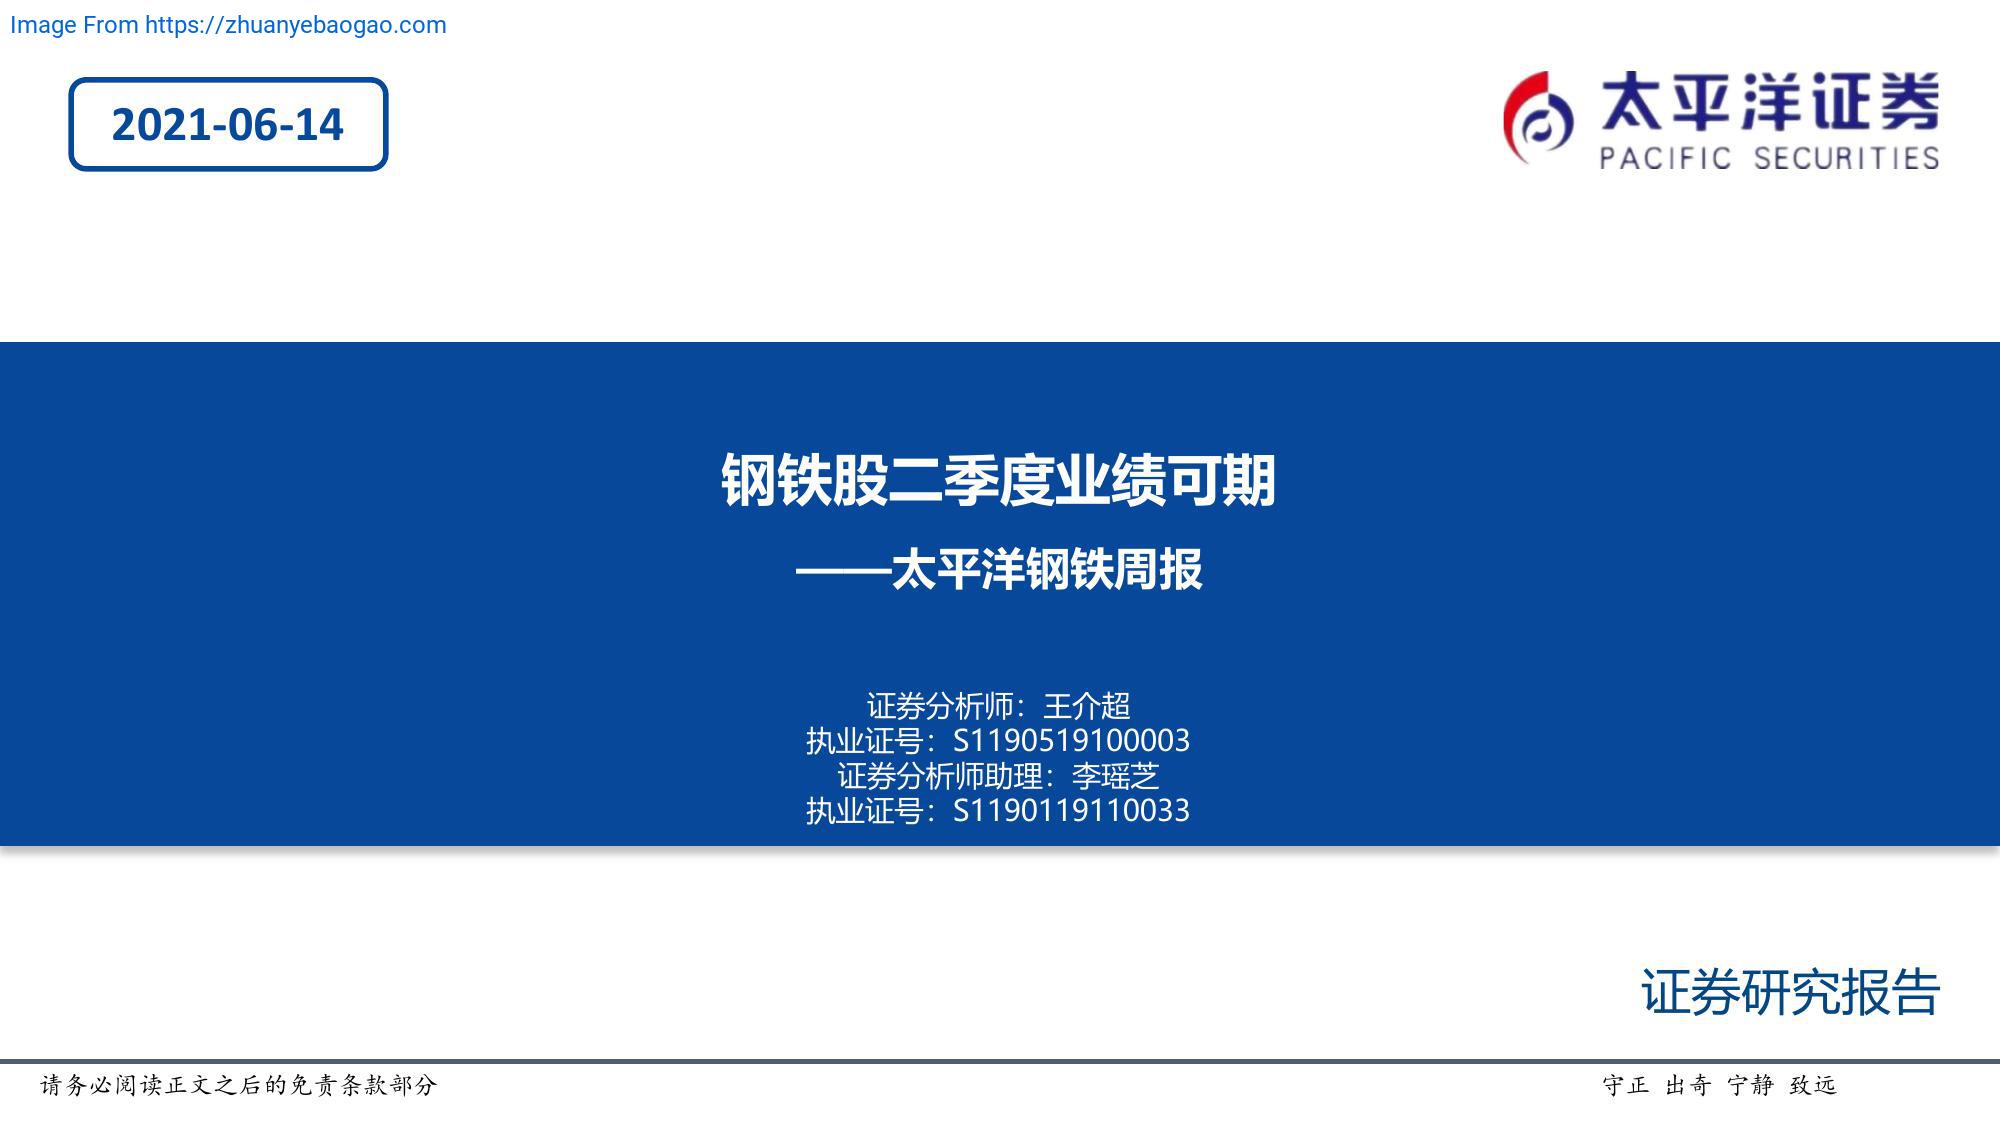 Image From https://zhuanyebaogao.com
2021-06-14
太平洋证券
PACIFIC SECURITIES
钢铁股二季度业绩可期
——太平洋钢铁周报
证券分析师：王介超
执业证号：S1190519100003
证券分析师助理：李瑶芝
执业证号：S1190119110033
证券研究报告
请务必阅读正文之后的免责条款部分
守正 出奇 宁静 致远